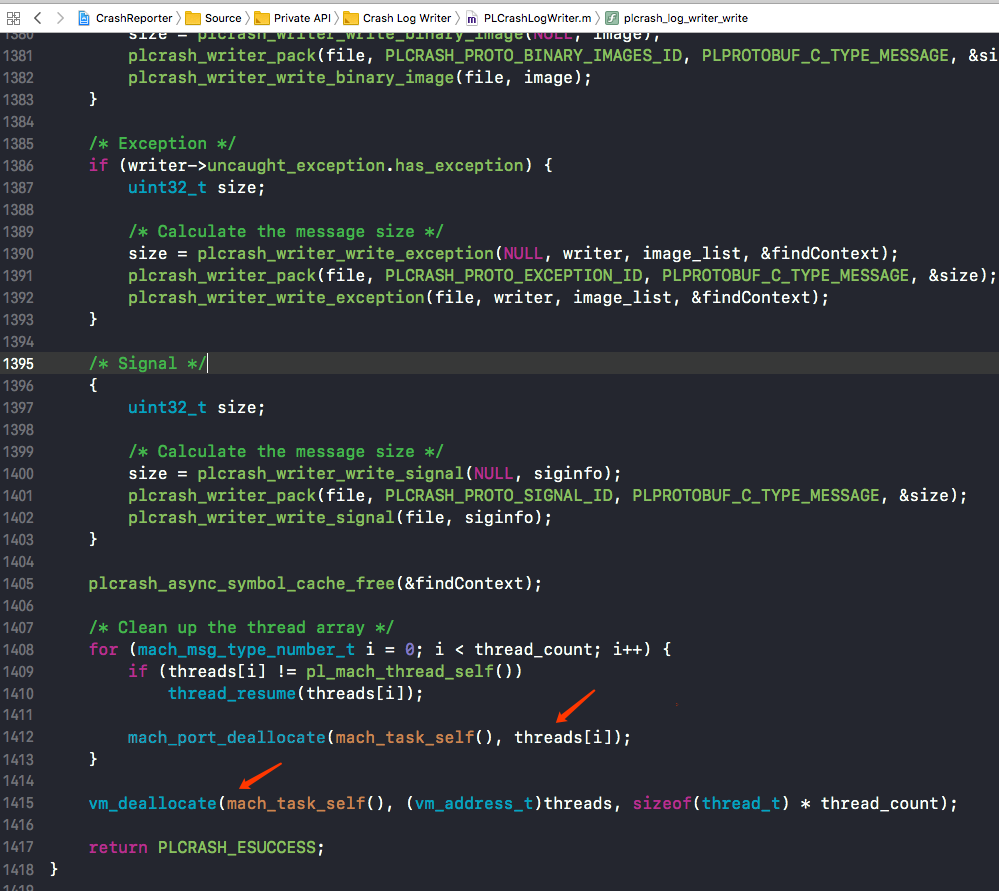 CrashReporter > Source > Private API > Crash Log Writer > m PLCrashLogWriter.m > f plcrash_log_writer_write
1380 size = plcrash_writer_write_binary_image(NULL, image);
1381 plcrash_writer_pack(file, PLCRASH_PROTO_BINARY_IMAGES_ID, PLPROTOBUF_C_TYPE_MESSAGE, &si
1382 plcrash_writer_write_binary_image(file, image);
1383 }
1384
1385 /* Exception */
1386 if (writer->uncaught_exception.has_exception) {
1387 uint32_t size;
1388
1389 /* Calculate the message size */
1390 size = plcrash_writer_write_exception(NULL, writer, image_list, &findContext);
1391 plcrash_writer_pack(file, PLCRASH_PROTO_EXCEPTION_ID, PLPROTOBUF_C_TYPE_MESSAGE, &size);
1392 plcrash_writer_write_exception(file, writer, image_list, &findContext);
1393 }
1394
1395 /* Signal */
1396 {
1397 uint32_t size;
1398
1399 /* Calculate the message size */
1400 size = plcrash_writer_write_signal(NULL, siginfo);
1401 plcrash_writer_pack(file, PLCRASH_PROTO_SIGNAL_ID, PLPROTOBUF_C_TYPE_MESSAGE, &size);
1402 plcrash_writer_write_signal(file, siginfo);
1403 }
1404
1405 plcrash_async_symbol_cache_free(&findContext);
1406
1407 /* Clean up the thread array */
1408 for (mach_msg_type_number_t i = 0; i < thread_count; i++) {
1409 if (threads[i] != pl_mach_thread_self())
1410 thread_resume(threads[i]);
1411
1412 mach_port_deallocate(mach_task_self(), threads[i]);
1413 }
1414
1415 vm_deallocate(mach_task_self(), (vm_address_t)threads, sizeof(thread_t) * thread_count);
1416
1417 return PLCRASH_ESUCCESS;
1418 }
1419